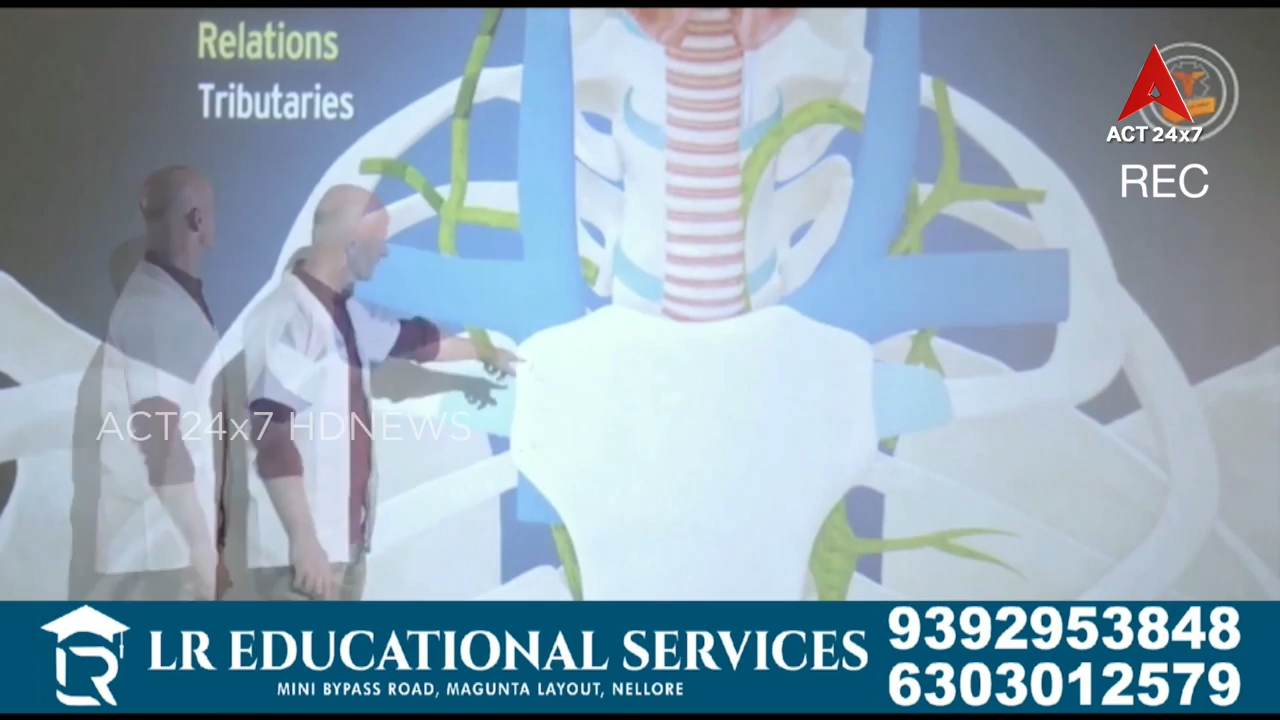 Relations
Tributaries
ACT 24x7
REC
ACT24x7 HDNEWS
LR EDUCATIONAL SERVICES
MINI BYPASS ROAD, MAGUNTA LAYOUT, NELLORE
9392953848
6303012579